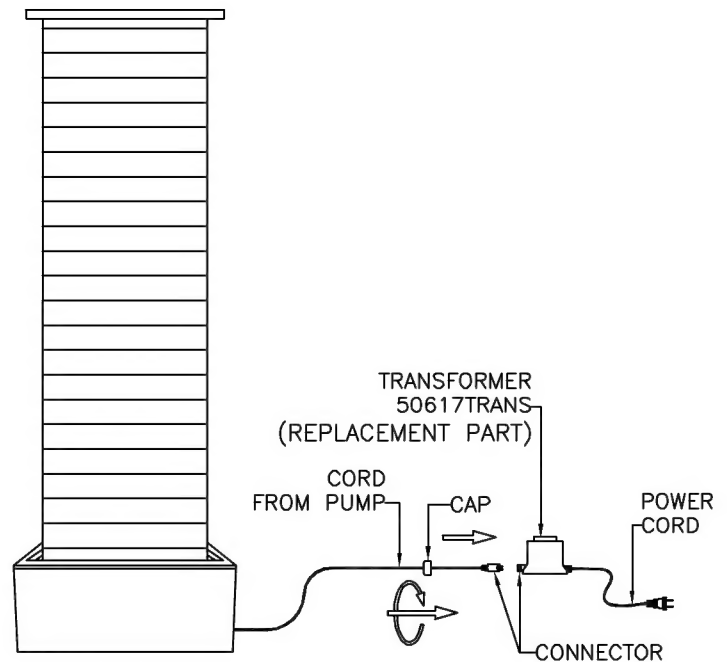 TRANSFORMER
50617TRANS
(REPLACEMENT PART)
CORD
FROM PUMP
CAP
POWER
CORD
CONNECTOR